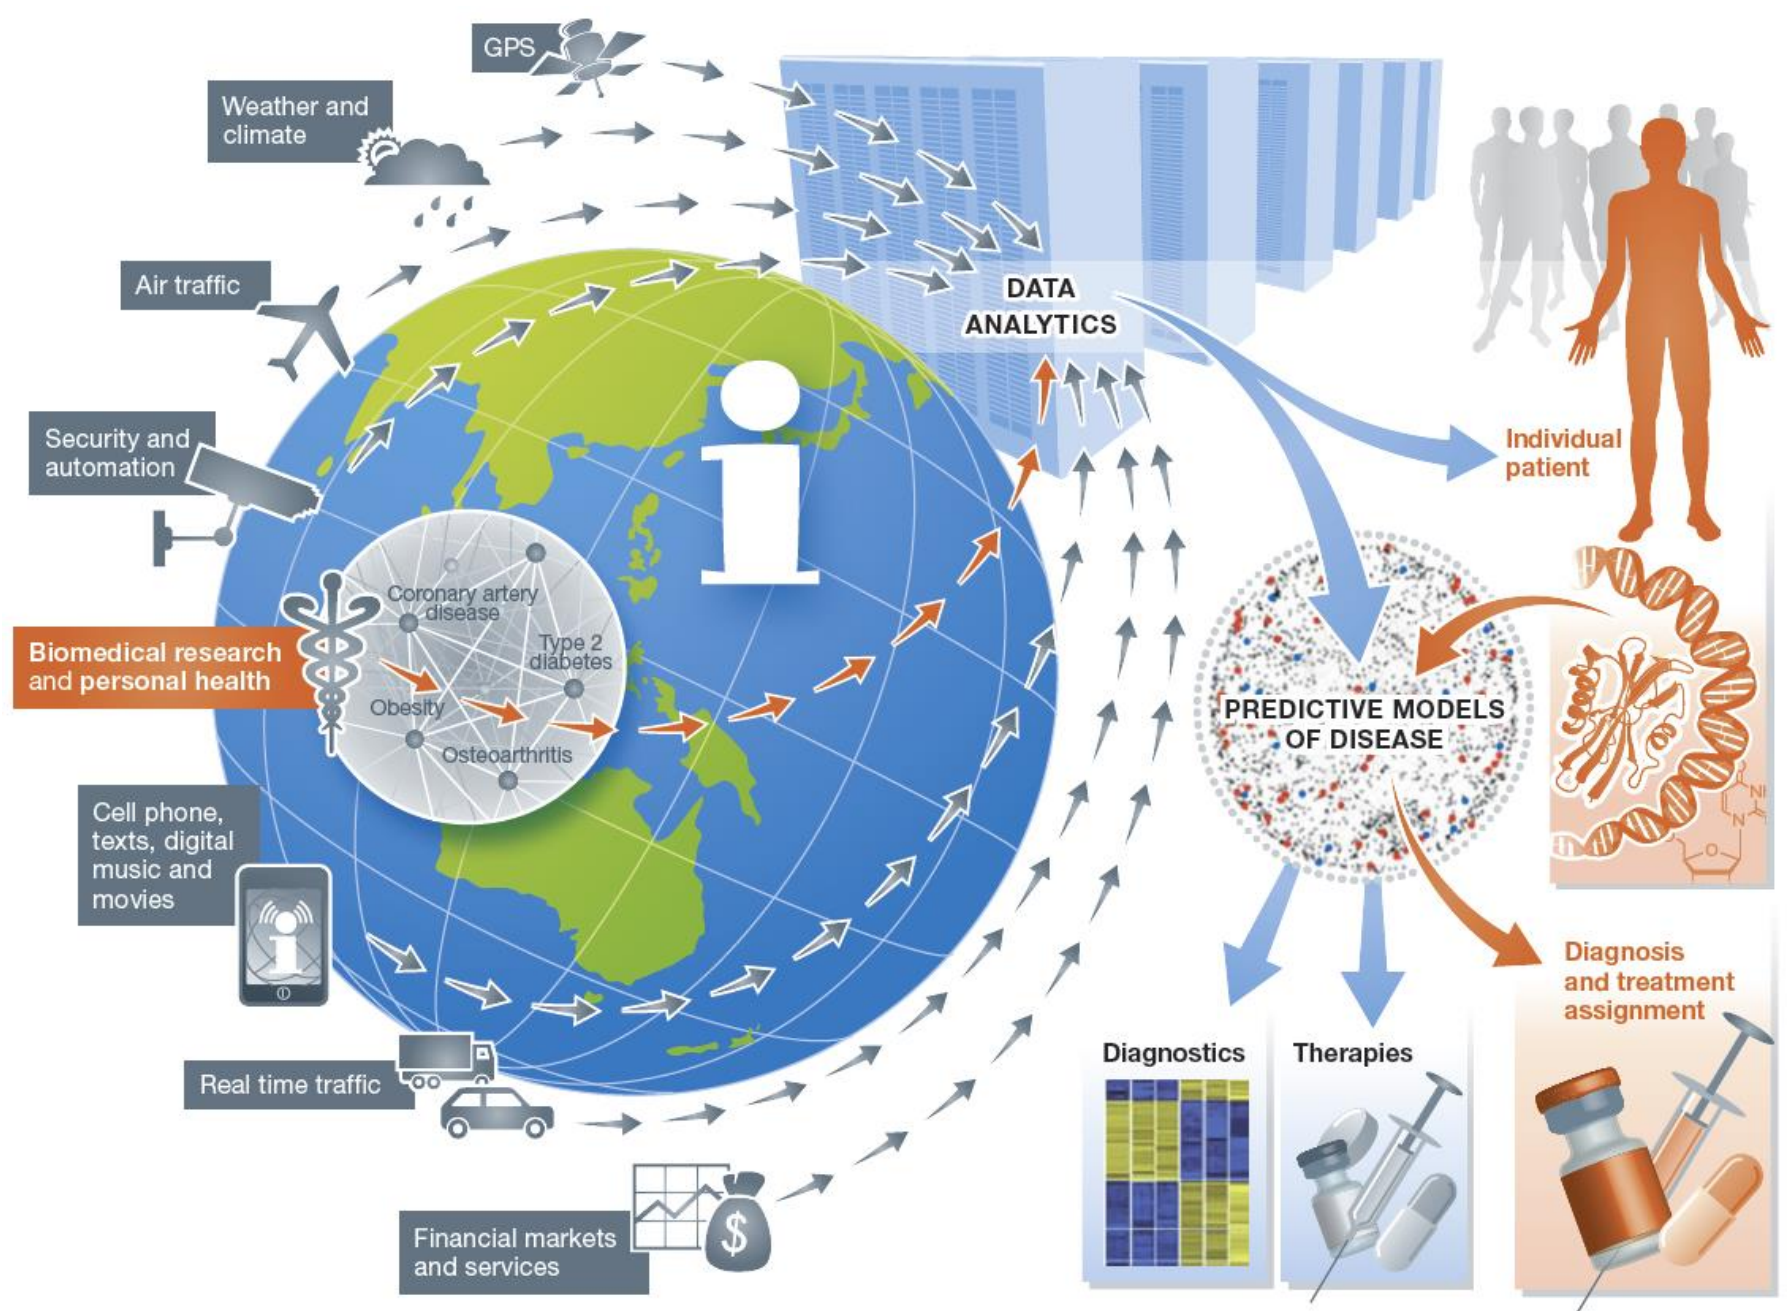 GPS
Weather and
climate
Air traffic
Security and
automation
Biomedical research
and personal health
Cell phone,
texts, digital
music and
movies
Real time traffic
Financial markets
and services
Coronary artery
disease
Type 2
diabetes
Obesity
Osteoarthritis
i
i
$
DATA
ANALYTICS
Individual
patient
PREDICTIVE MODELS
OF DISEASE
N
N
O
Diagnosis
and treatment
assignment
Diagnostics
Therapies